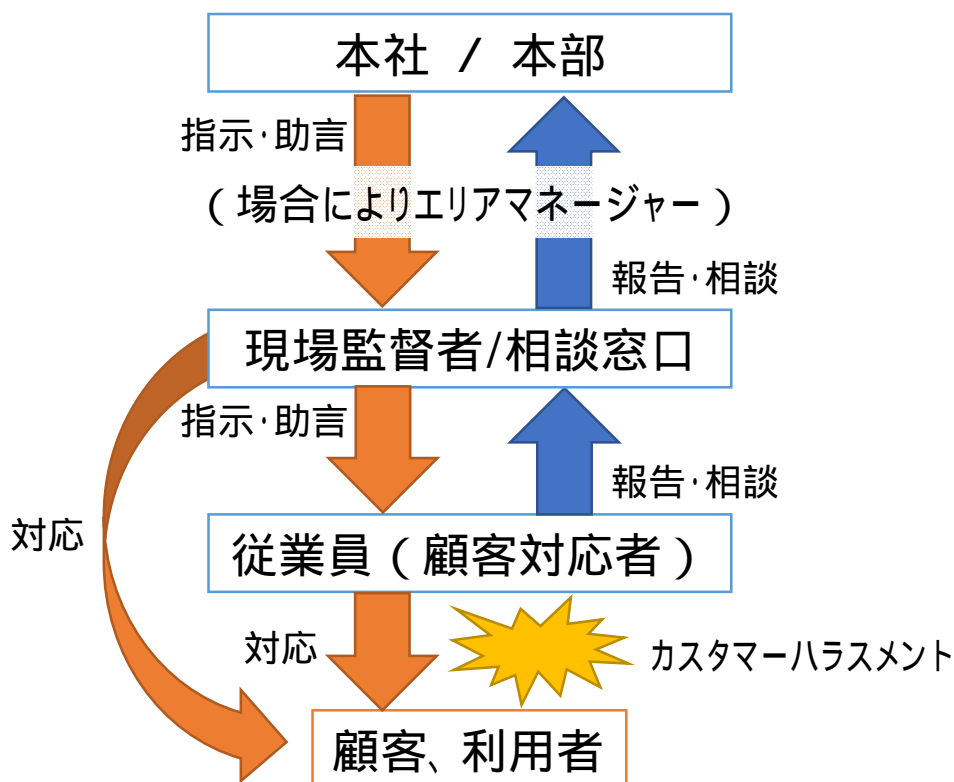 本社 / 本部
指示・助言
(場合によりエリアマネージャー)
報告・相談
現場監督者/相談窓口
指示・助言
報告・相談
対応
従業員(顧客対応者)
対応
カスタマーハラスメント
顧客、利用者